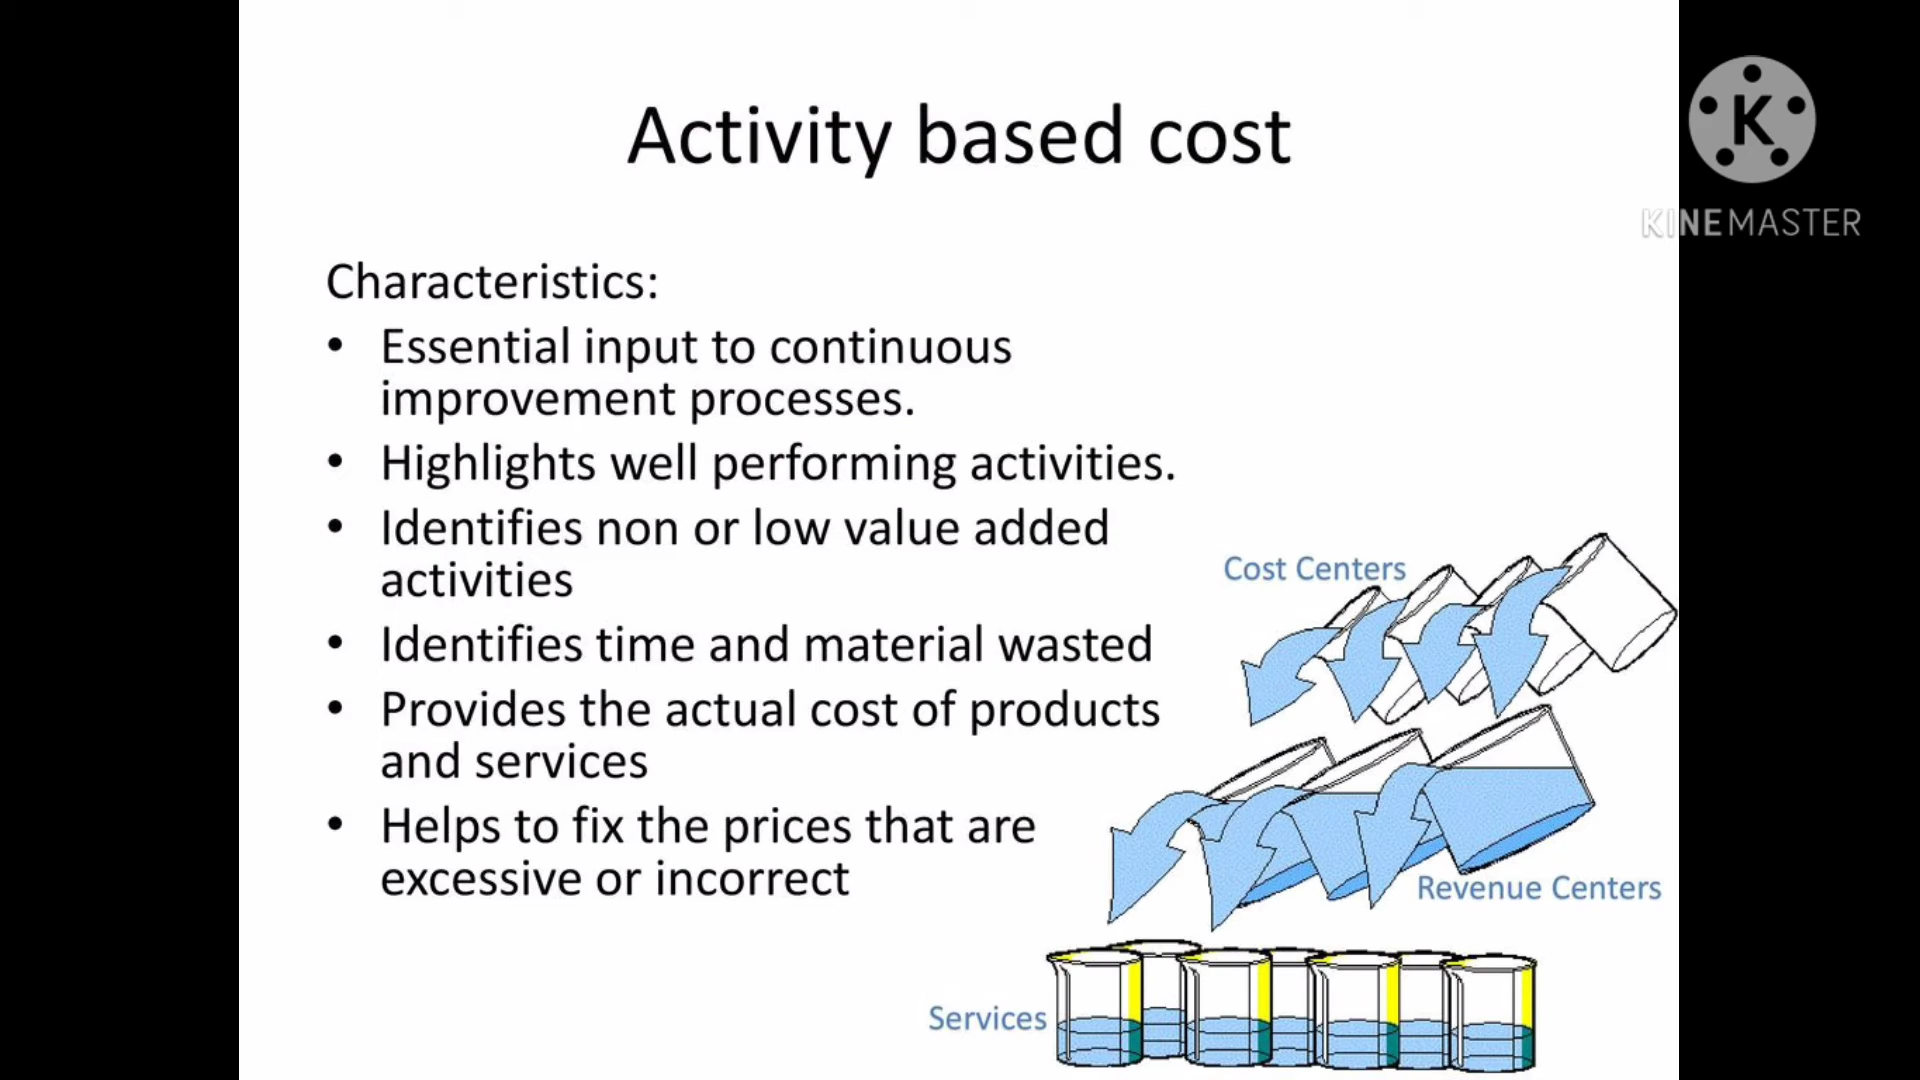 Activity based cost
K
KINEMASTER
Characteristics:
• Essential input to continuous
improvement processes.
• Highlights well performing activities.
• Identifies non or low value added
activities
• Identifies time and material wasted
• Provides the actual cost of products
and services
• Helps to fix the prices that are
excessive or incorrect
Cost Centers
Revenue Centers
Services